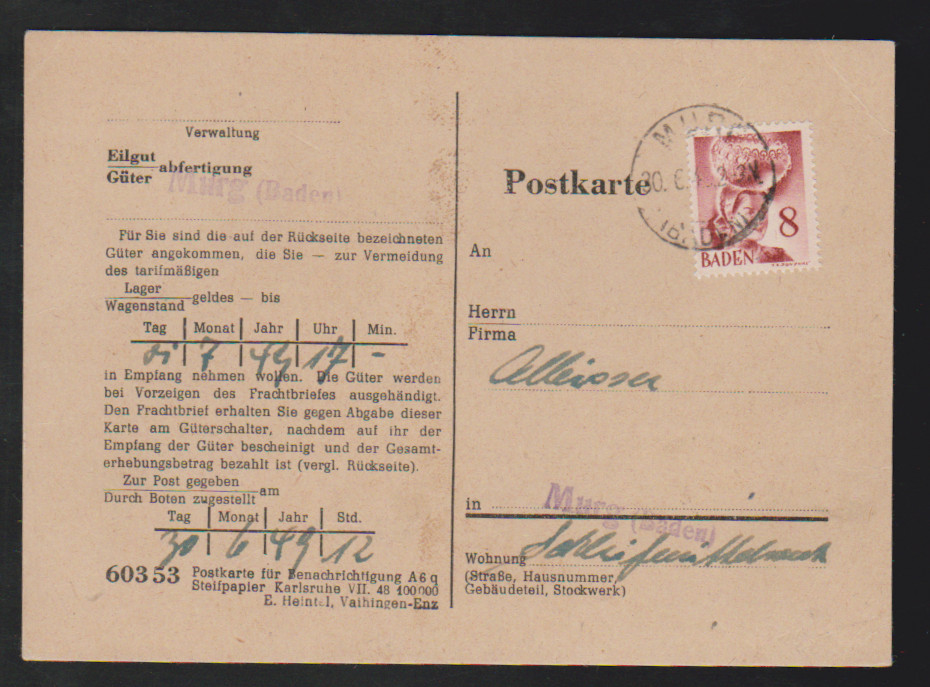 Verwaltung
Eilgut
Güter abfertigung
Murg (Baden)
Für Sie sind die auf der Rückseite bezeichneten
Güter angekommen, die Sie — zur Vermeidung
des tarifmäßigen
Lager
Wagenstand geldes — bis
Tag Monat Jahr Uhr Min.
7 49 17 -
in Empfang nehmen wollen. Die Güter werden
bei Vorzeigen des Frachtbriefes ausgehändigt.
Den Frachtbrief erhalten Sie gegen Abgabe dieser
Karte am Güterschalter, nachdem auf ihr der
Empfang der Güter bescheinigt und der Gesamt-
erhebungsbetrag bezahlt ist (vergl. Rückseite).
Zur Post gegeben
Durch Boten zugestellt am
Tag Monat Jahr Std.
30 6 49 12
60353 Postkarte für Benachrichtigung A6 q
Steifpapier Karlsruhe VII. 48 100000
E. Heintel, Vaihingen-Enz
Postkarte
MURG
30. 6.
(BADEN)
8
BADEN
An
Herrn
Firma
in
Murg (Baden)
Wohnung
(Straße, Hausnummer,
Gebäudeteil, Stockwerk)